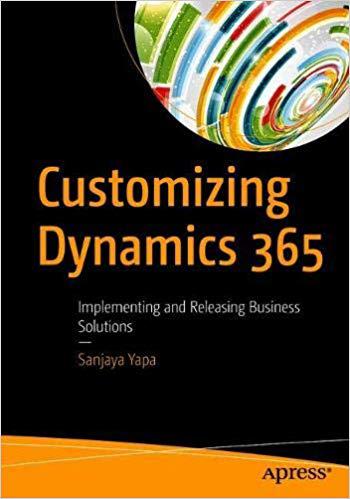 Customizing
Dynamics 365
Implementing and Releasing Business
Solutions
—
Sanjaya Yapa
Apress®